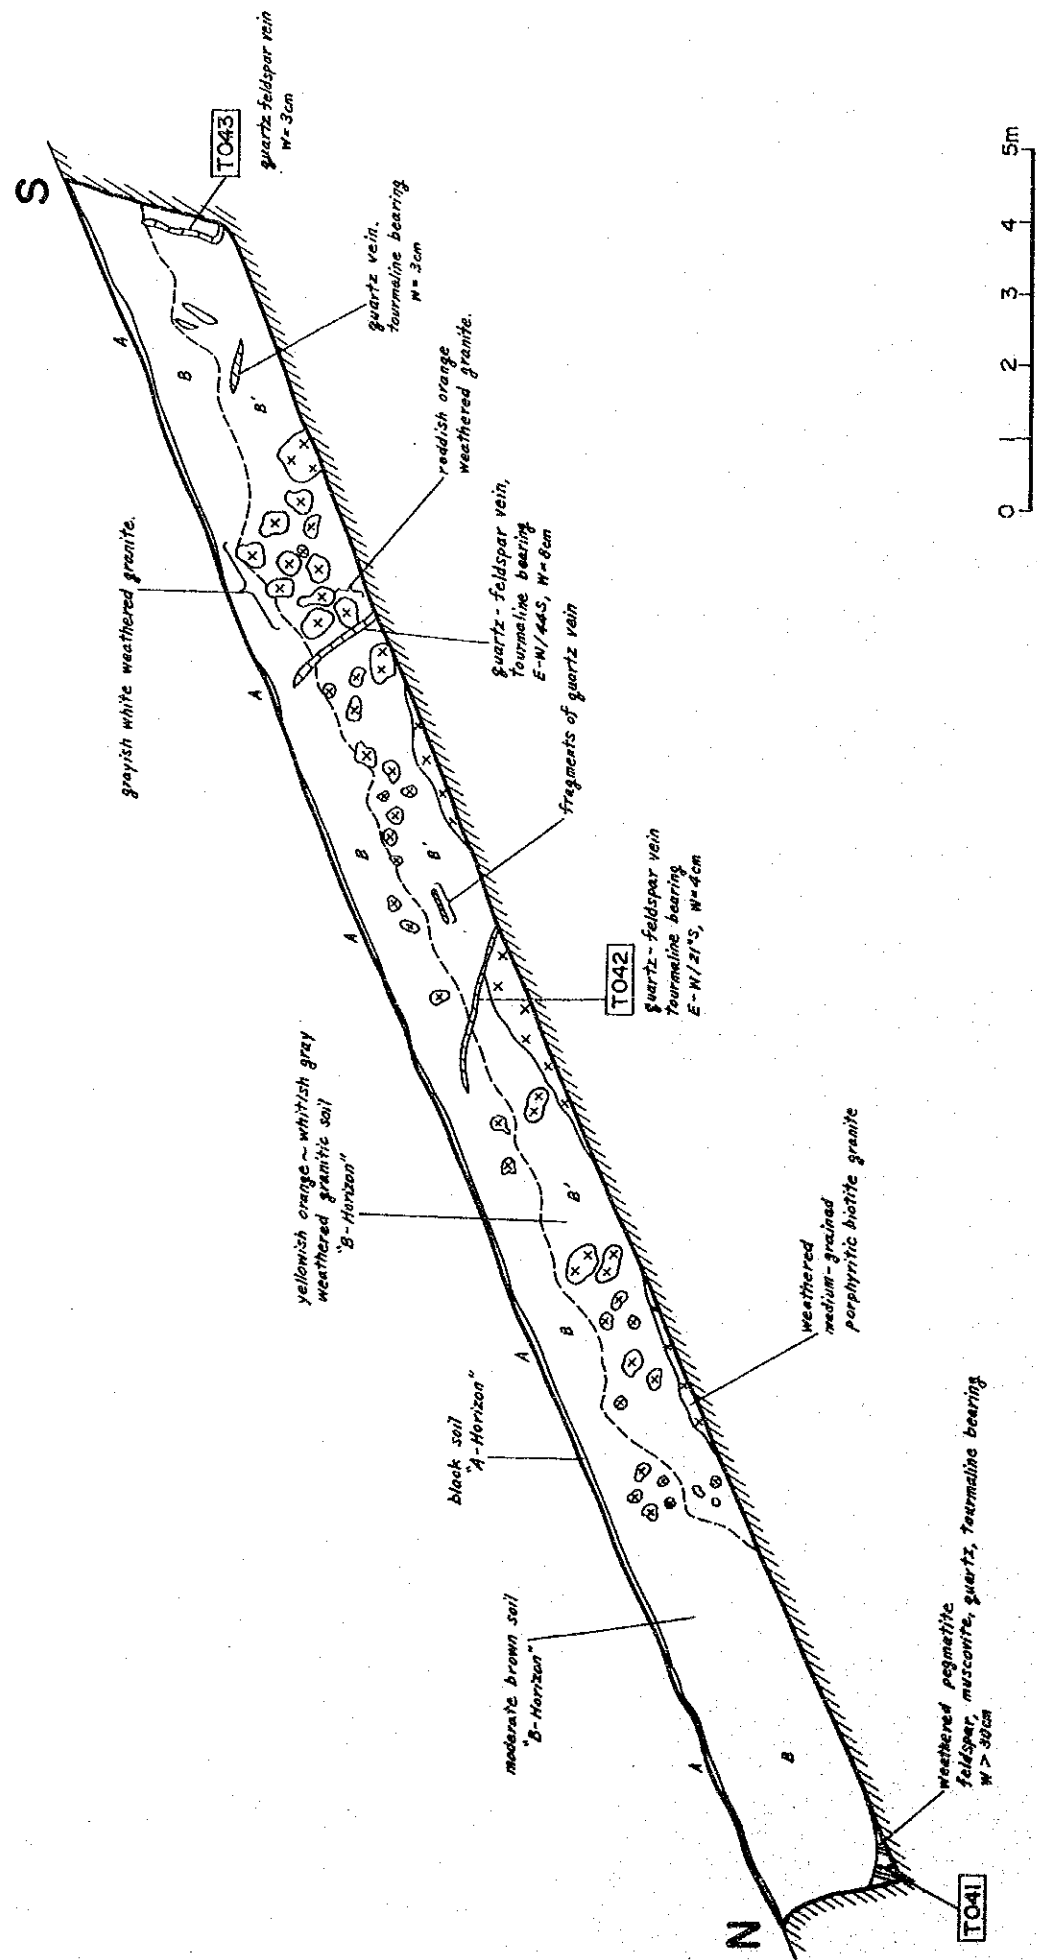 S
N
T043
quartz-feldspar vein
W= 3cm
quartz vein.
tourmaline bearing
W= 3cm
reddish orange
weathered granite.
grayish white weathered granite.
quartz-feldspar vein,
tourmaline bearing
E-W/44S, W=8cm
fragments of quartz vein
T042
quartz-feldspar vein
tourmaline bearing
E-W/21°S, W=4cm
yellowish orange ~ whitish gray
weathered granitic soil
"B-Horizon"
weathered
medium-grained
porphyritic biotite granite
black soil
"A-Horizon"
moderate brown soil
"B-Horizon"
weathered pegmatite
feldspar, muscovite, quartz, tourmaline bearing
W > 30cm
T041
A
B
B'
A
A
B
B'
B'
A
B
A
B
0 1 2 3 4 5m